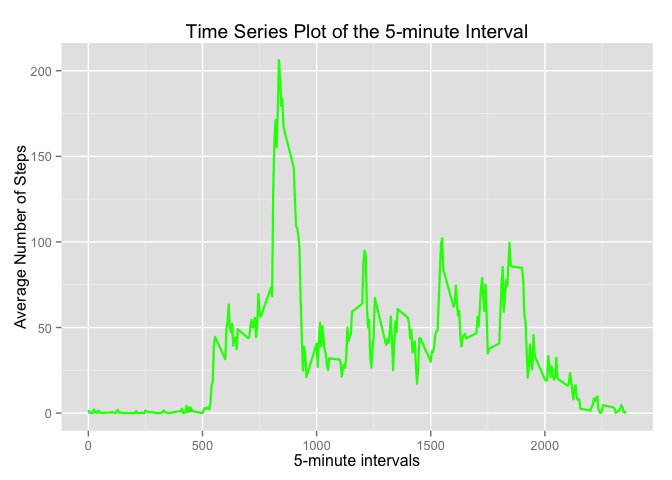 Time Series Plot of the 5-minute Interval
Average Number of Steps
200
150
100
50
0
0 500 1000 1500 2000
5-minute intervals